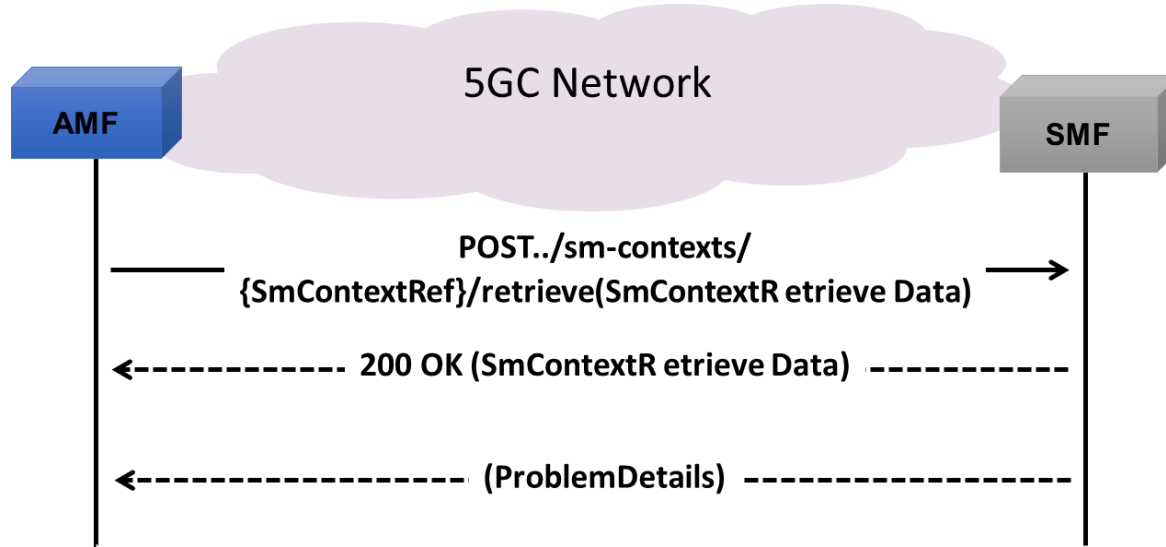 5GC Network
AMF
SMF
POST../sm-contexts/
{SmContextRef}/retrieve(SmContextR etrieve Data)
200 OK (SmContextR etrieve Data)
(ProblemDetails)